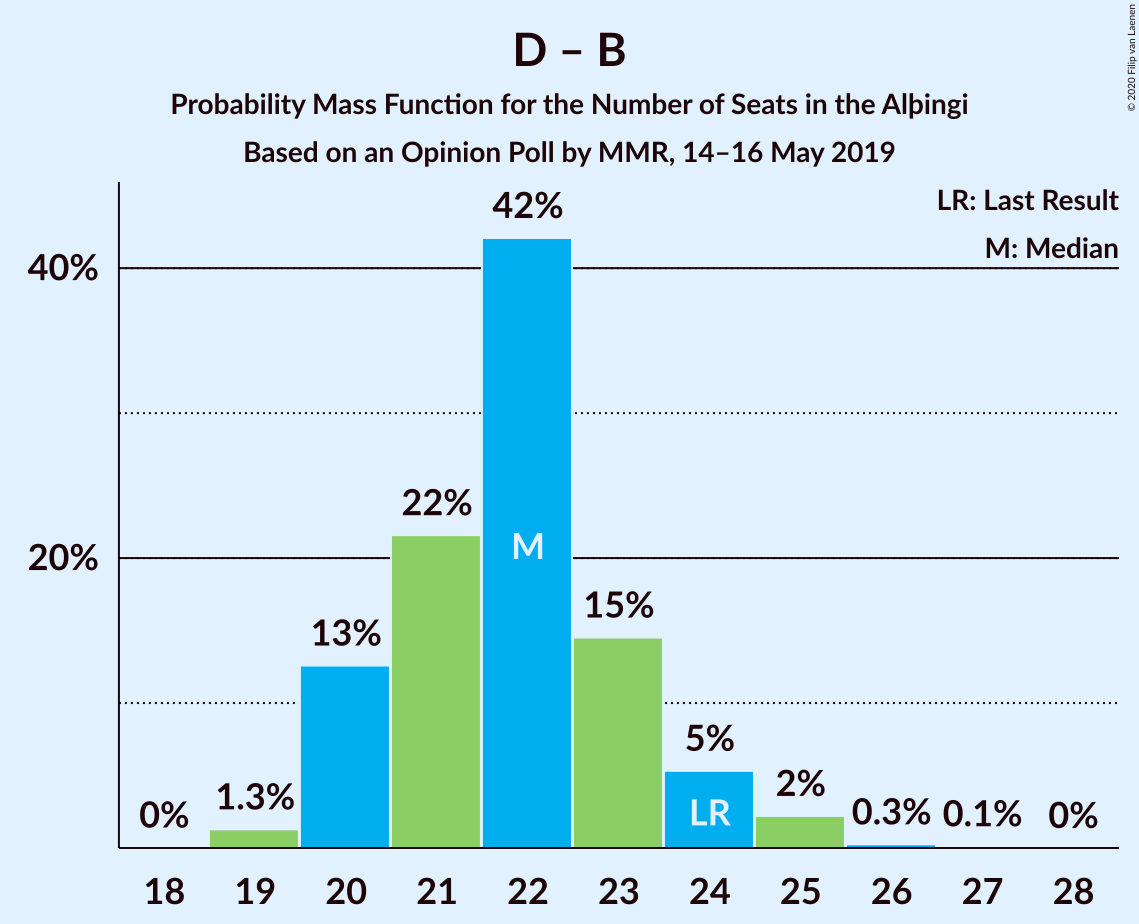 D – B
Probability Mass Function for the Number of Seats in the Alþingi
Based on an Opinion Poll by MMR, 14–16 May 2019
© 2020 Filip van Laenen
LR: Last Result
M: Median
40%
20%
0%
1.3%
13%
22%
42%
15%
5%
2%
0.3%
0.1%
0%
M
LR
18 19 20 21 22 23 24 25 26 27 28